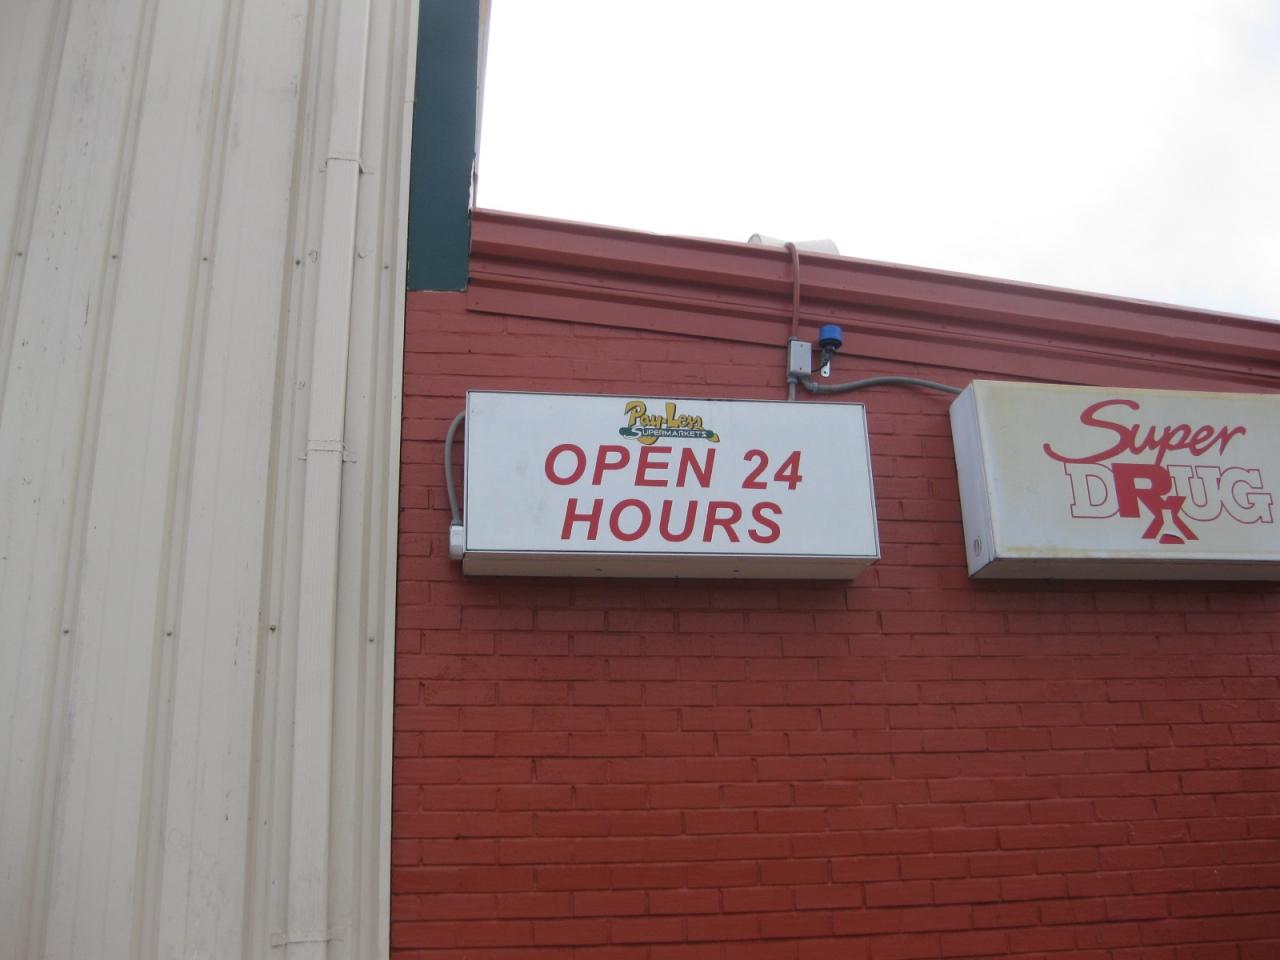 Pay-Less
SUPERMARKETS
OPEN 24
HOURS
Super
DRUG